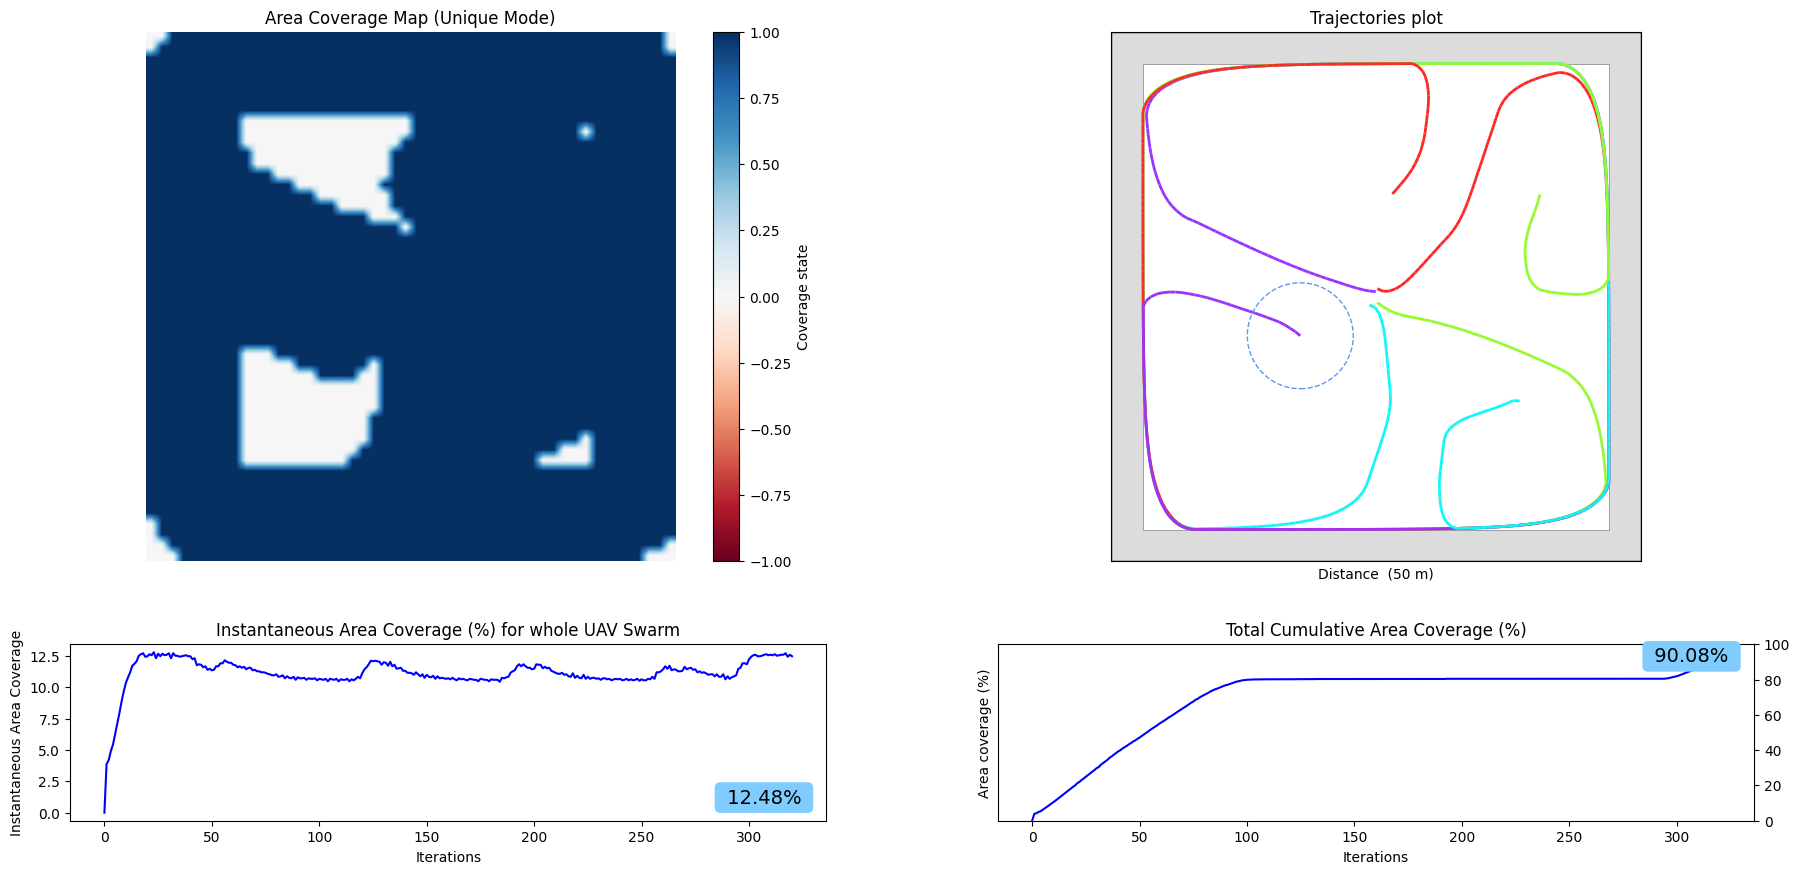 Area Coverage Map (Unique Mode)
1.00
0.75
0.50
0.25
0.00
−0.25
−0.50
−0.75
−1.00
Coverage state
Trajectories plot
Distance  (50 m)
Instantaneous Area Coverage (%) for whole UAV Swarm
Instantaneous Area Coverage
12.5
10.0
7.5
5.0
2.5
0.0
12.48%
0 50 100 150 200 250 300
Iterations
Total Cumulative Area Coverage (%)
Area coverage (%)
90.08%
100
80
60
40
20
0
0 50 100 150 200 250 300
Iterations